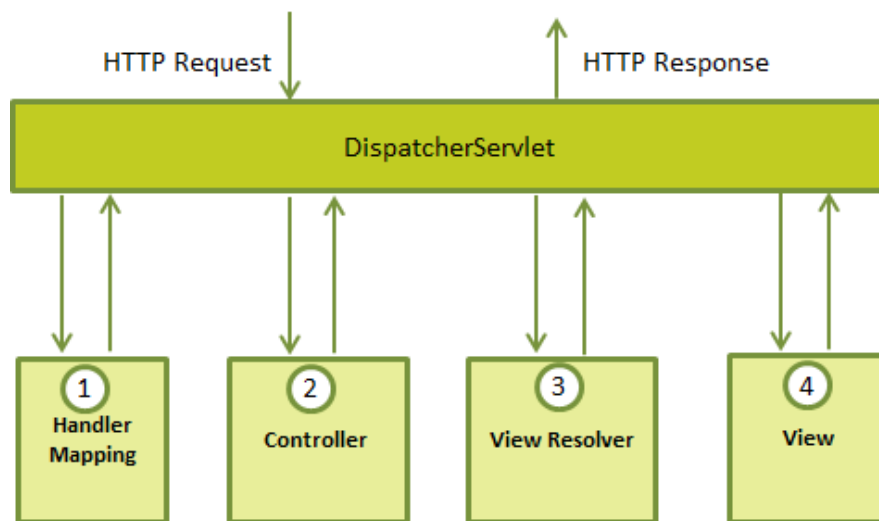 HTTP Request
HTTP Response
DispatcherServlet
1
Handler
Mapping
2
Controller
3
View Resolver
4
View